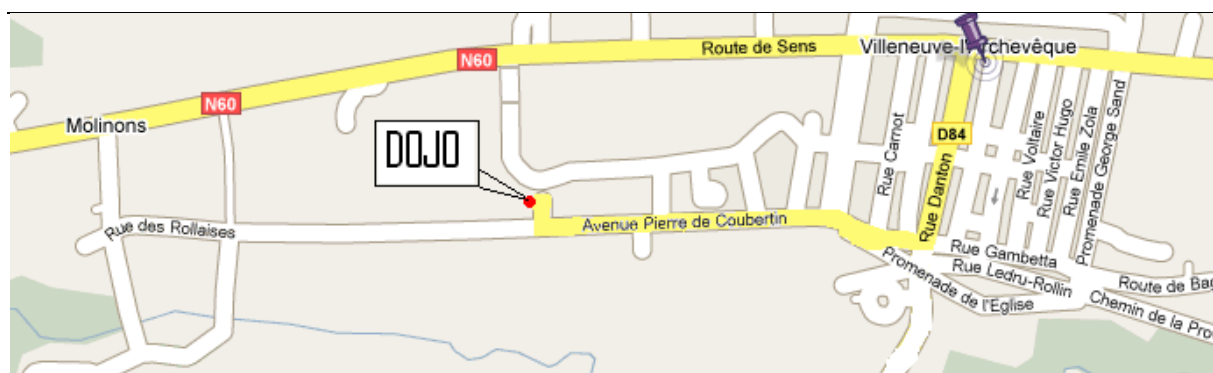 Route de Sens
Villeneuve-l'Archevêque
N60
N60
Molinons
DOJO
D84
Rue Carnot
Rue Danton
Rue Voltaire
Rue Victor Hugo
Rue Emile Zola
Promenade George Sand
Rue des Rollaises
Avenue Pierre de Coubertin
Rue Gambetta
Rue Ledru-Rollin
Promenade de l'Eglise
Route de Bag
Chemin de la Pro